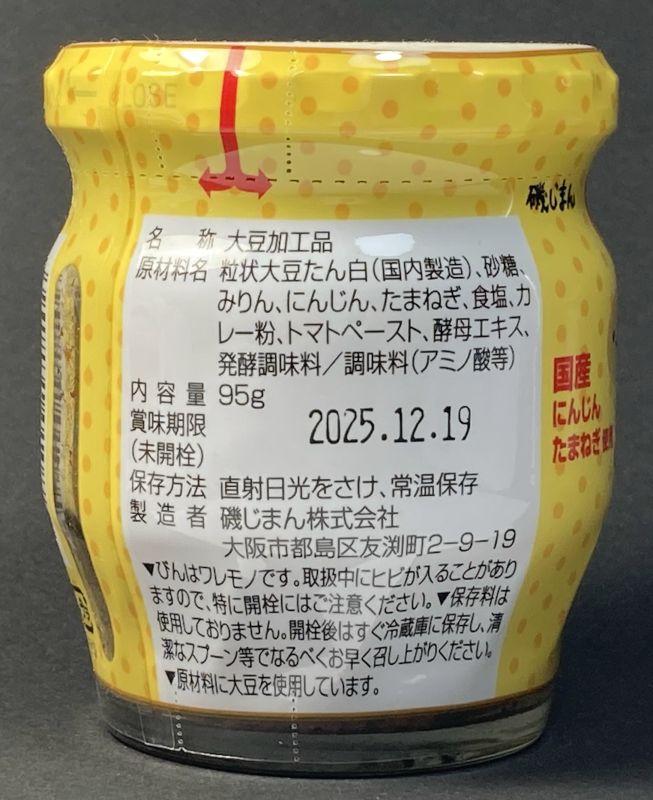 CLOSE
磯じまん
名称 大豆加工品
原材料名 粒状大豆たん白(国内製造)、砂糖、
みりん、にんじん、たまねぎ、食塩、カ
レー粉、トマトペースト、酵母エキス、
発酵調味料/調味料(アミノ酸等)
内容量 95g
賞味期限
(未開栓)
2025.12.19
保存方法 直射日光をさけ、常温保存
製造者 磯じまん株式会社
大阪市都島区友渕町2-9-19
▼びんはワレモノです。取扱中にヒビが入ることがあり
ますので、特に開栓にはご注意ください。▼保存料は
使用しておりません。開栓後はすぐ冷蔵庫に保存し、清
潔なスプーン等でなるべくお早く召し上がりください。
▼原材料に大豆を使用しています。
国産
にんじん
たまねぎ